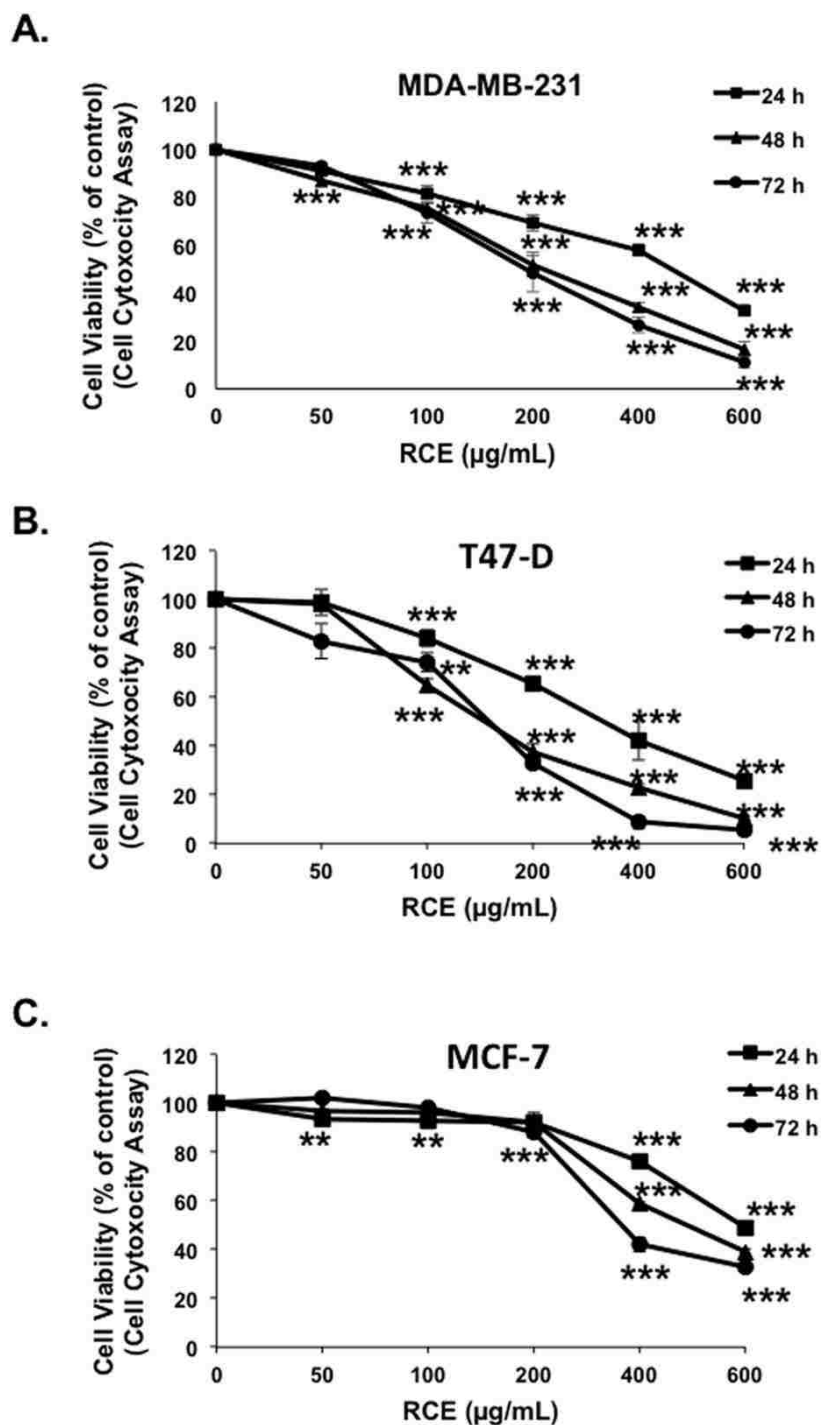 A.
MDA-MB-231
24 h
48 h
72 h
Cell Viability (% of control)
(Cell Cytoxocity Assay)
120
100
80
60
40
20
0
*** *** *** ***
*** *** *** *** ***
*** *** *** ***
0 50 100 200 400 600
RCE (µg/mL)
B.
T47-D
24 h
48 h
72 h
Cell Viability (% of control)
(Cell Cytoxocity Assay)
120
100
80
60
40
20
0
*** *** *** ***
** *** *** ***
*** *** *** ***
0 50 100 200 400 600
RCE (µg/mL)
C.
MCF-7
24 h
48 h
72 h
Cell Viability (% of control)
(Cell Cytoxocity Assay)
120
100
80
60
40
20
0
** ** *** *** ***
*** ***
*** ***
0 50 100 200 400 600
RCE (µg/mL)